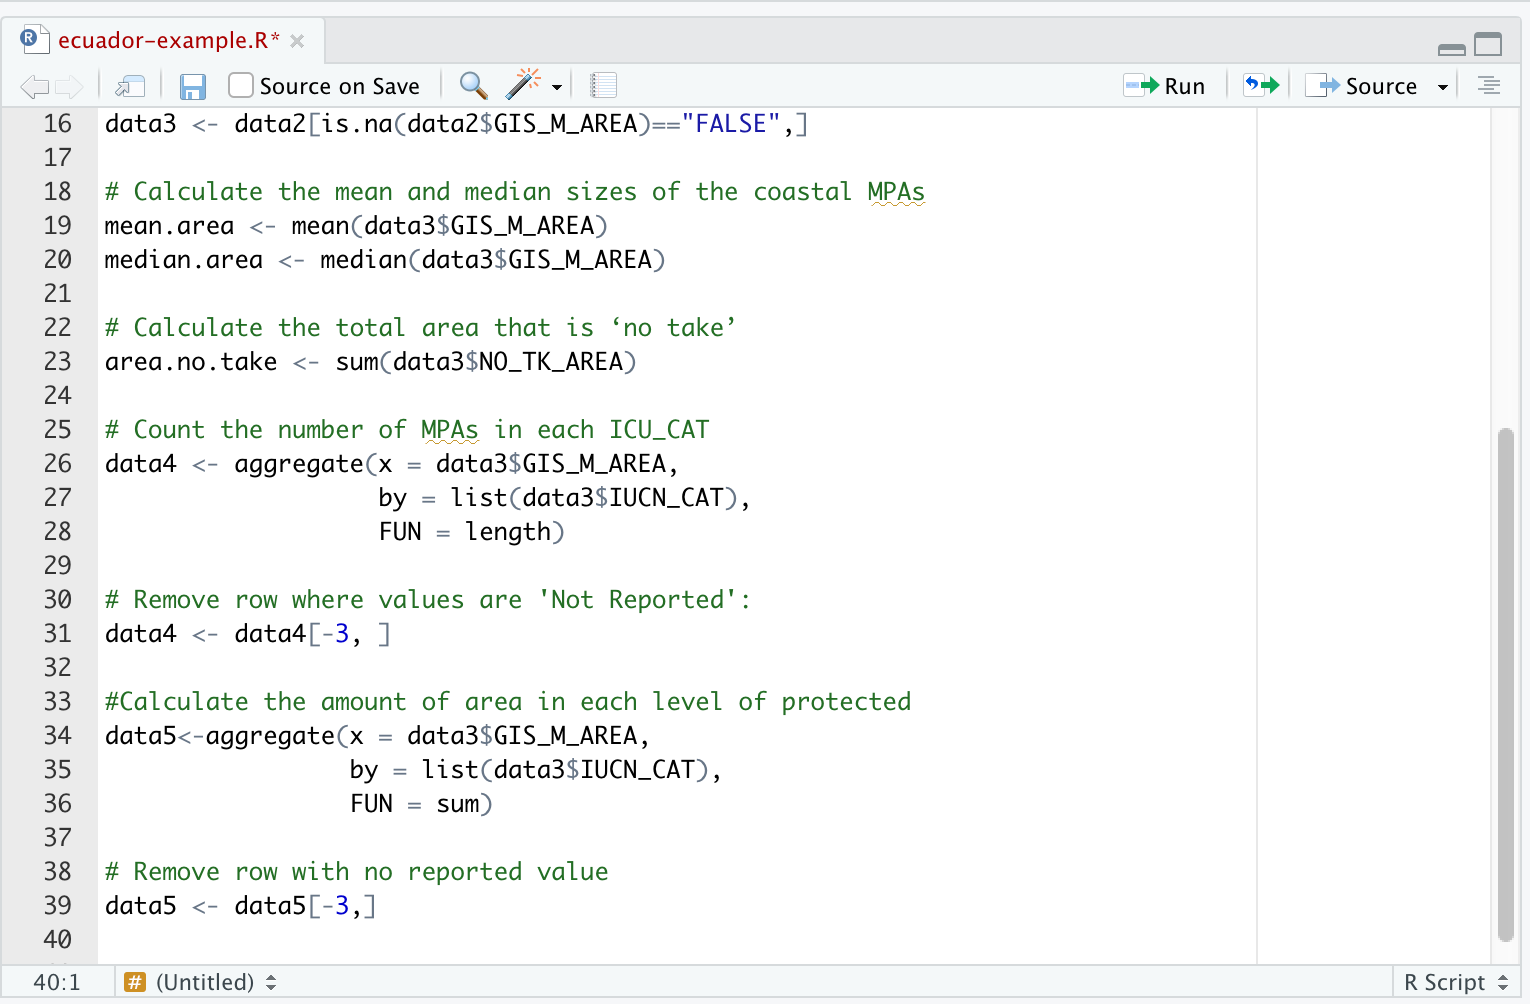 ecuador-example.R*
Source on Save Run Source
16 data3 <- data2[is.na(data2$GIS_M_AREA)=="FALSE",]
17
18 # Calculate the mean and median sizes of the coastal MPAs
19 mean.area <- mean(data3$GIS_M_AREA)
20 median.area <- median(data3$GIS_M_AREA)
21
22 # Calculate the total area that is ‘no take’
23 area.no.take <- sum(data3$NO_TK_AREA)
24
25 # Count the number of MPAs in each ICU_CAT
26 data4 <- aggregate(x = data3$GIS_M_AREA,
27 by = list(data3$IUCN_CAT),
28 FUN = length)
29
30 # Remove row where values are 'Not Reported':
31 data4 <- data4[-3, ]
32
33 #Calculate the amount of area in each level of protected
34 data5<-aggregate(x = data3$GIS_M_AREA,
35 by = list(data3$IUCN_CAT),
36 FUN = sum)
37
38 # Remove row with no reported value
39 data5 <- data5[-3,]
40
40:1 # (Untitled) R Script